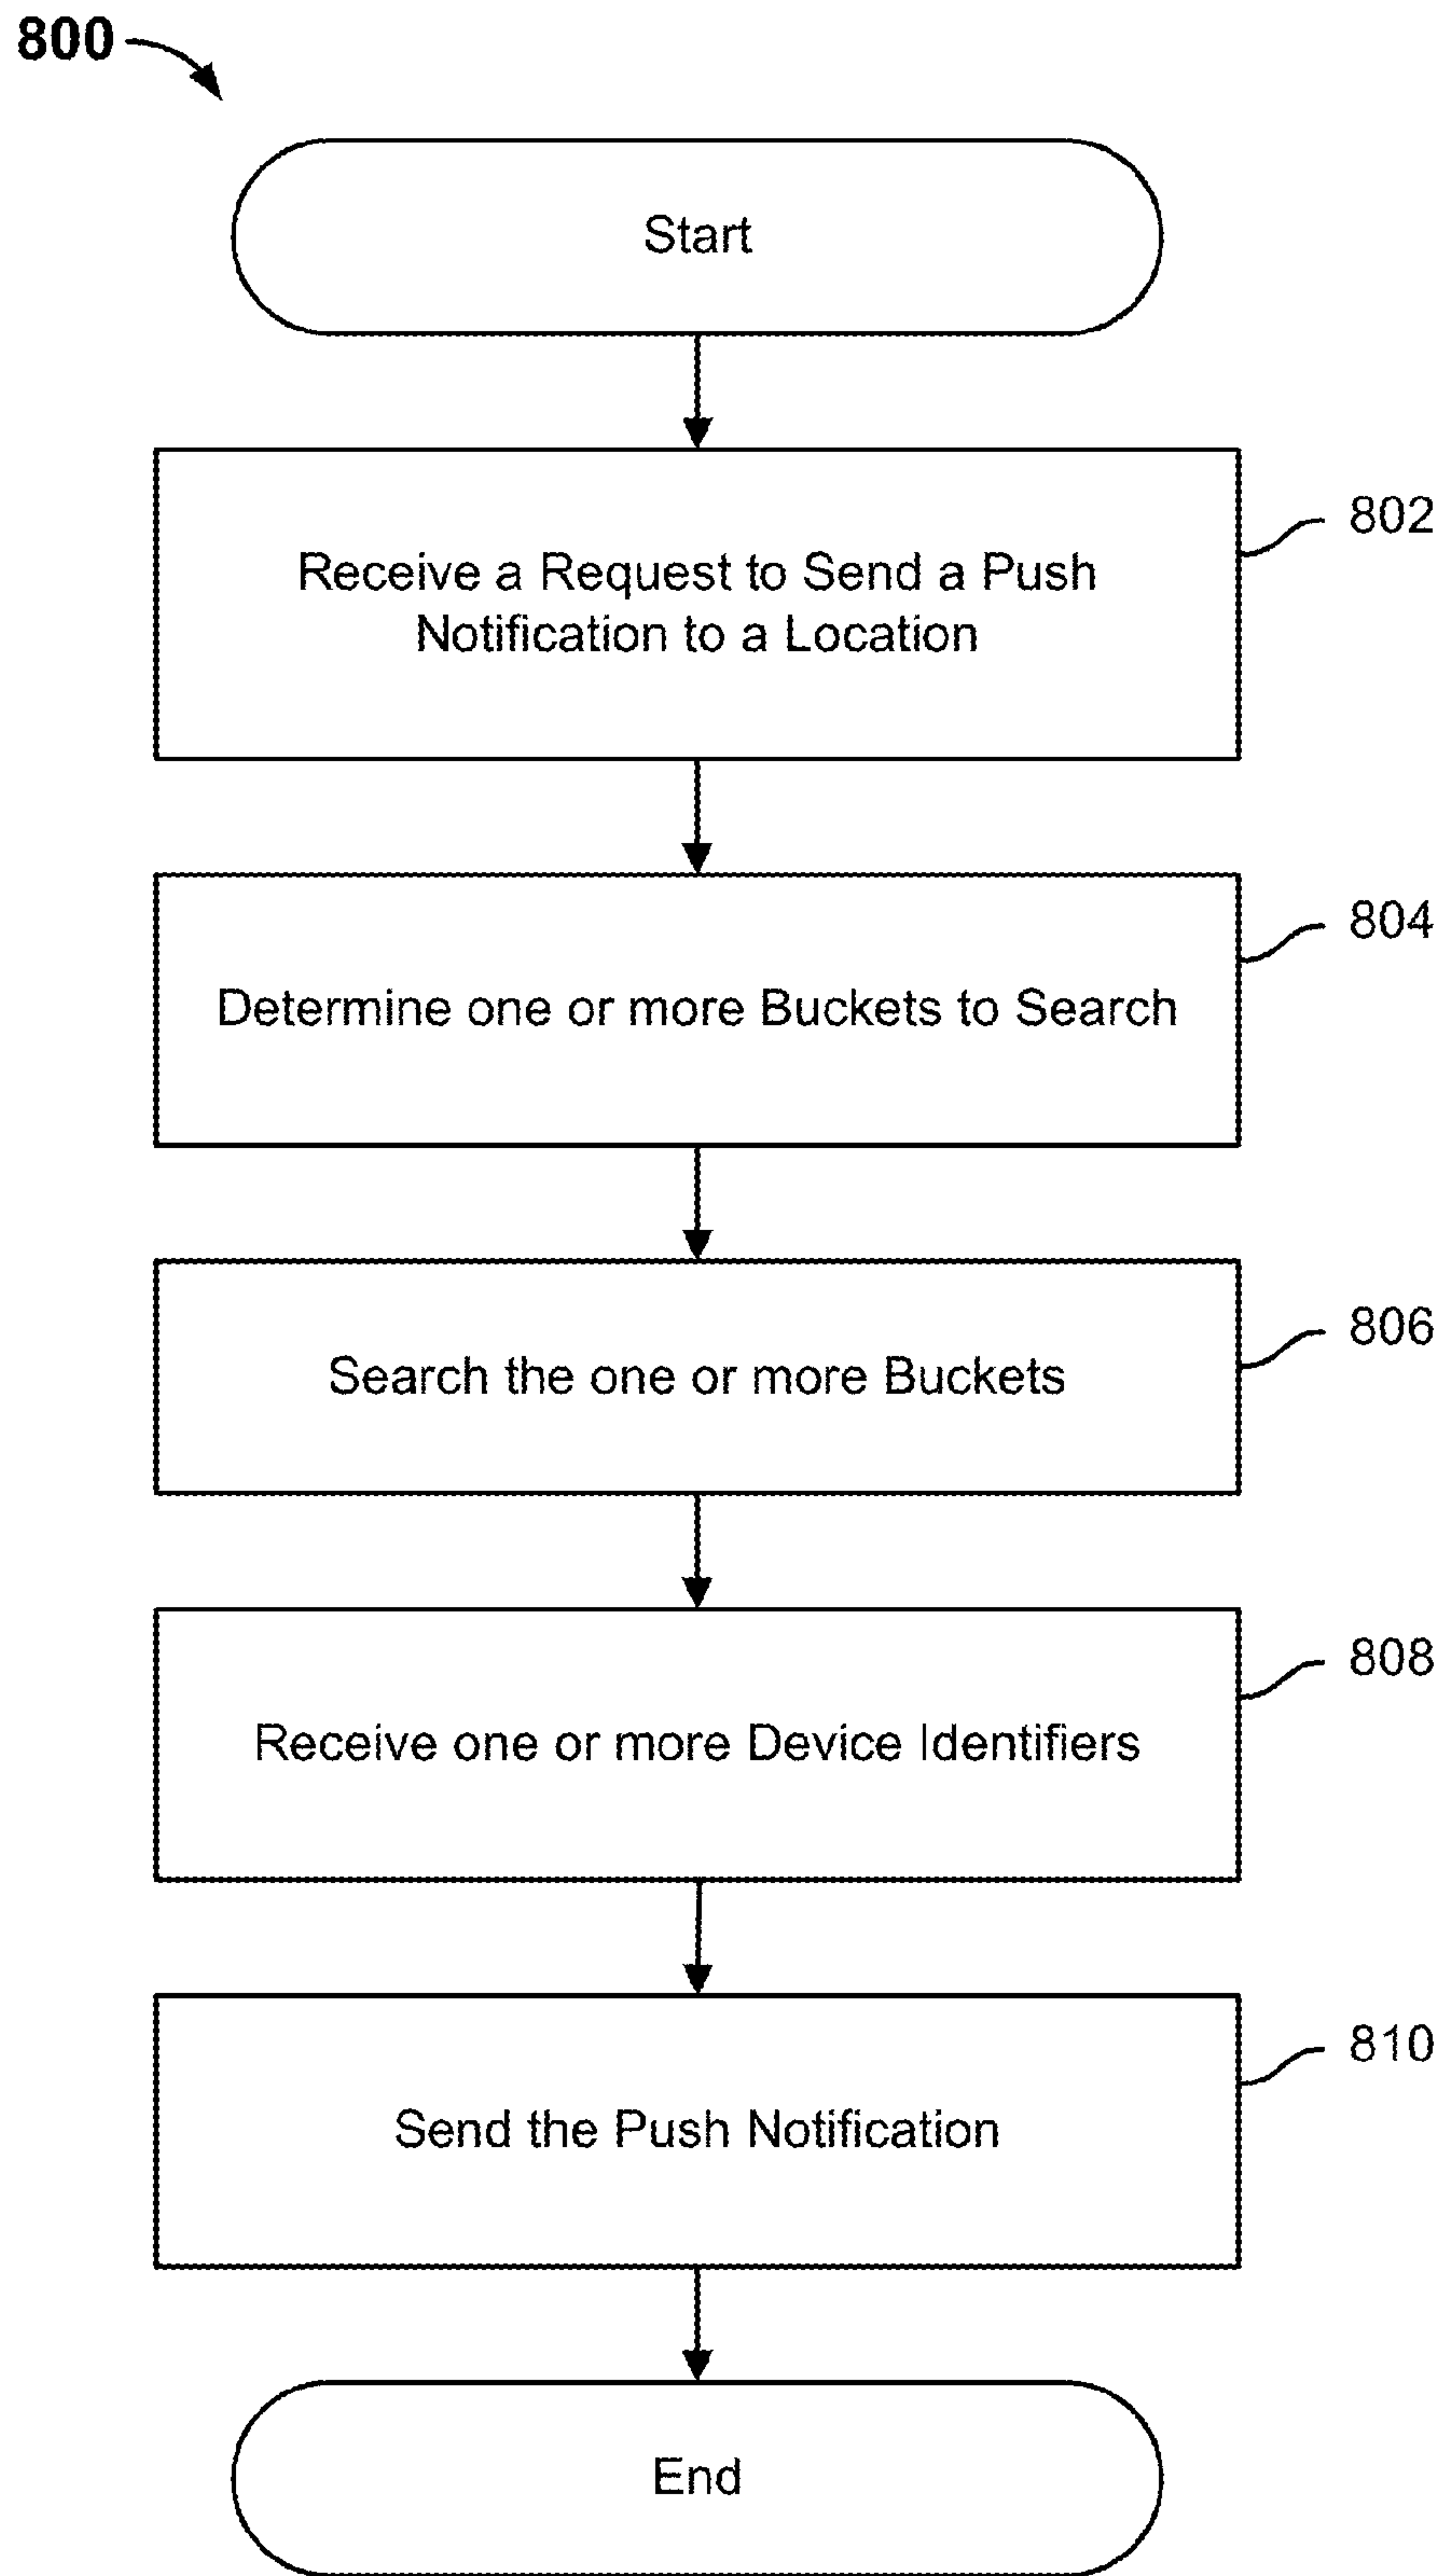 800
Start
Receive a Request to Send a Push
Notification to a Location
802
Determine one or more Buckets to Search
804
Search the one or more Buckets
806
Receive one or more Device Identifiers
808
Send the Push Notification
810
End